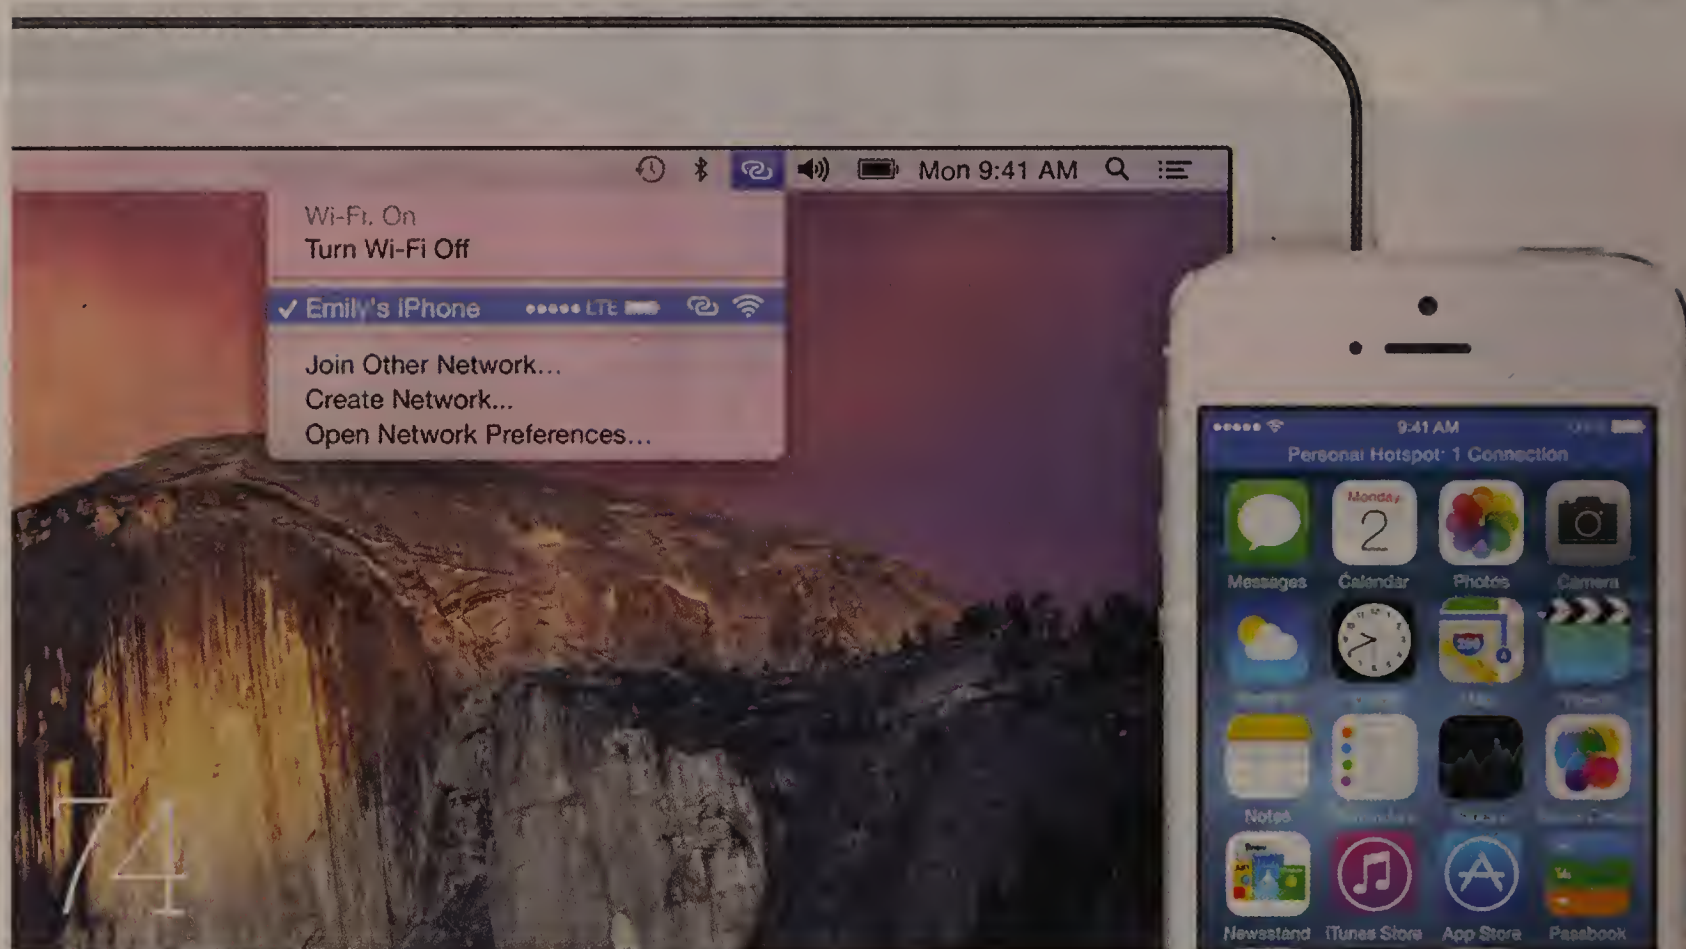 Mon 9:41 AM
Wi-Fi. On
Turn Wi-Fi Off
✓ Emily's iPhone LTE
Join Other Network...
Create Network...
Open Network Preferences...
9:41 AM
Personal Hotspot: 1 Connection
Monday
2
Messages Calendar Photos Camera
280
Notes
Newsstand iTunes Store App Store Passbook
74